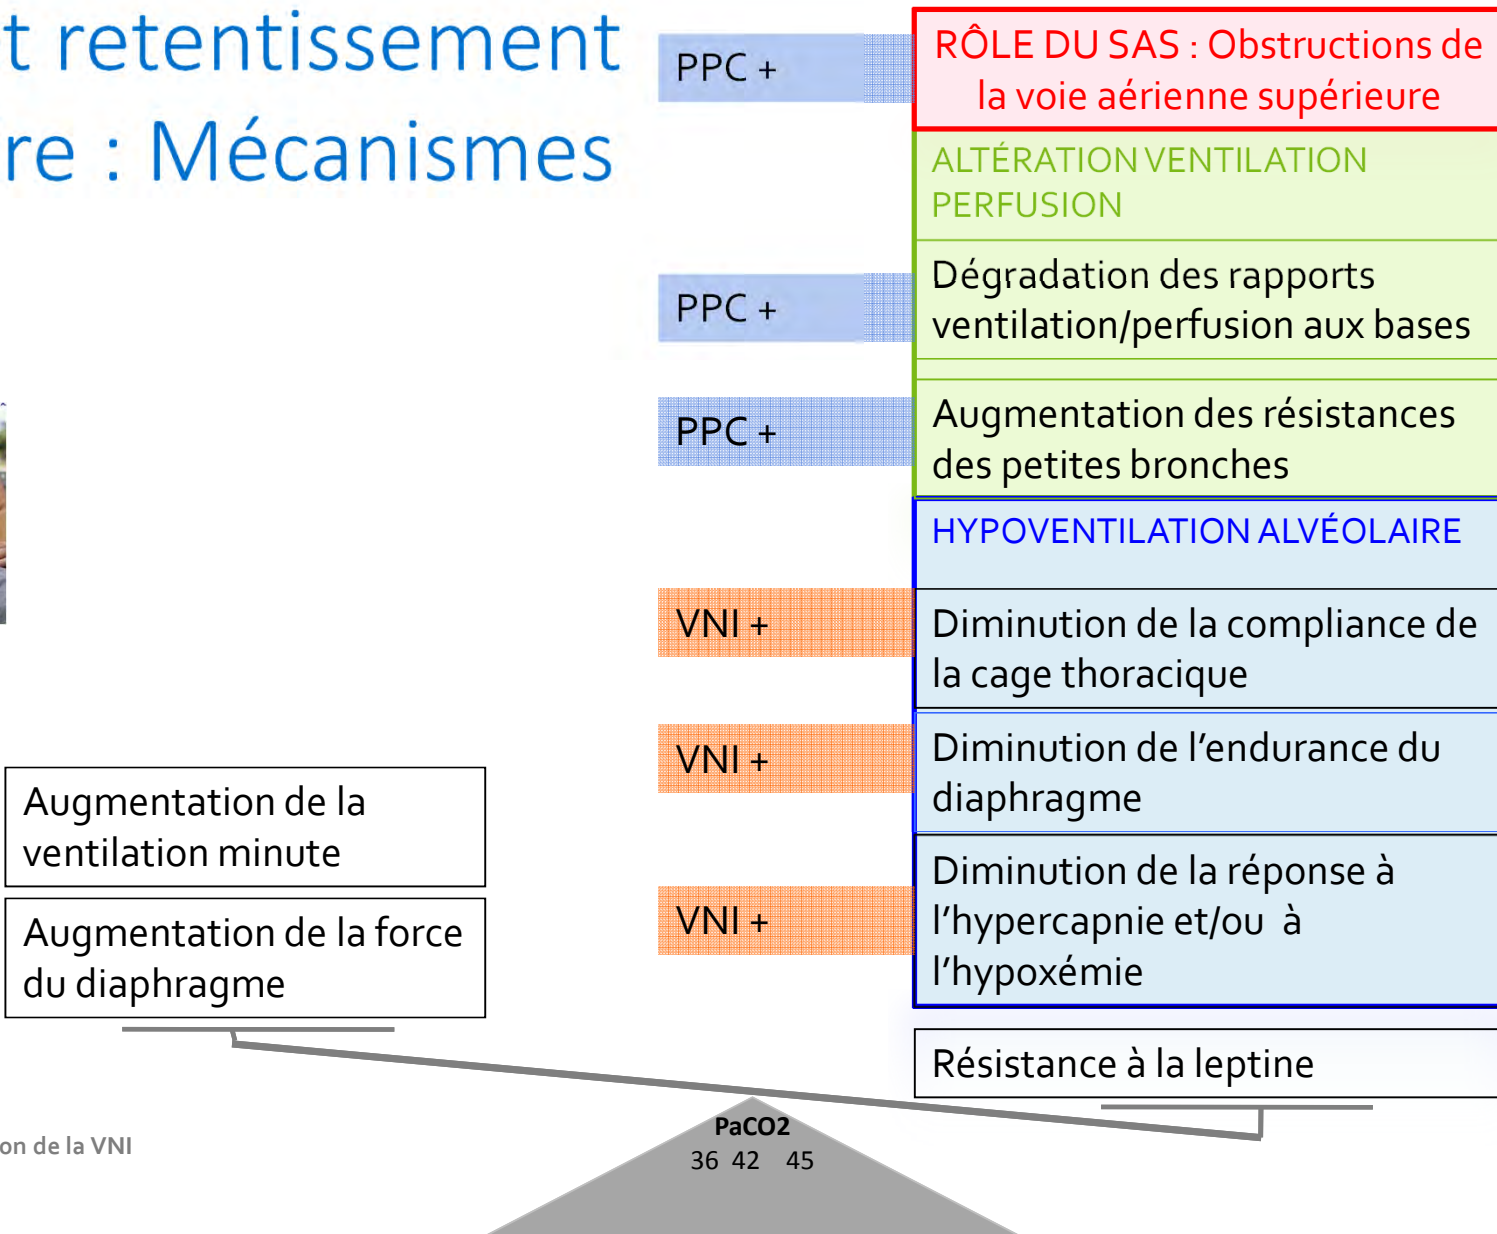 t retentissement
re : Mécanismes
PPC +
RÔLE DU SAS : Obstructions de
la voie aérienne supérieure
ALTÉRATION VENTILATION
PERFUSION
PPC +
Dégradation des rapports
ventilation/perfusion aux bases
PPC +
Augmentation des résistances
des petites bronches
HYPOVENTILATION ALVÉOLAIRE
VNI +
Diminution de la compliance de
la cage thoracique
VNI +
Diminution de l'endurance du
diaphragme
VNI +
Diminution de la réponse à
l'hypercapnie et/ou à
l'hypoxémie
Augmentation de la
ventilation minute
Augmentation de la force
du diaphragme
Résistance à la leptine
PaCO2
36 42 45
on de la VNI